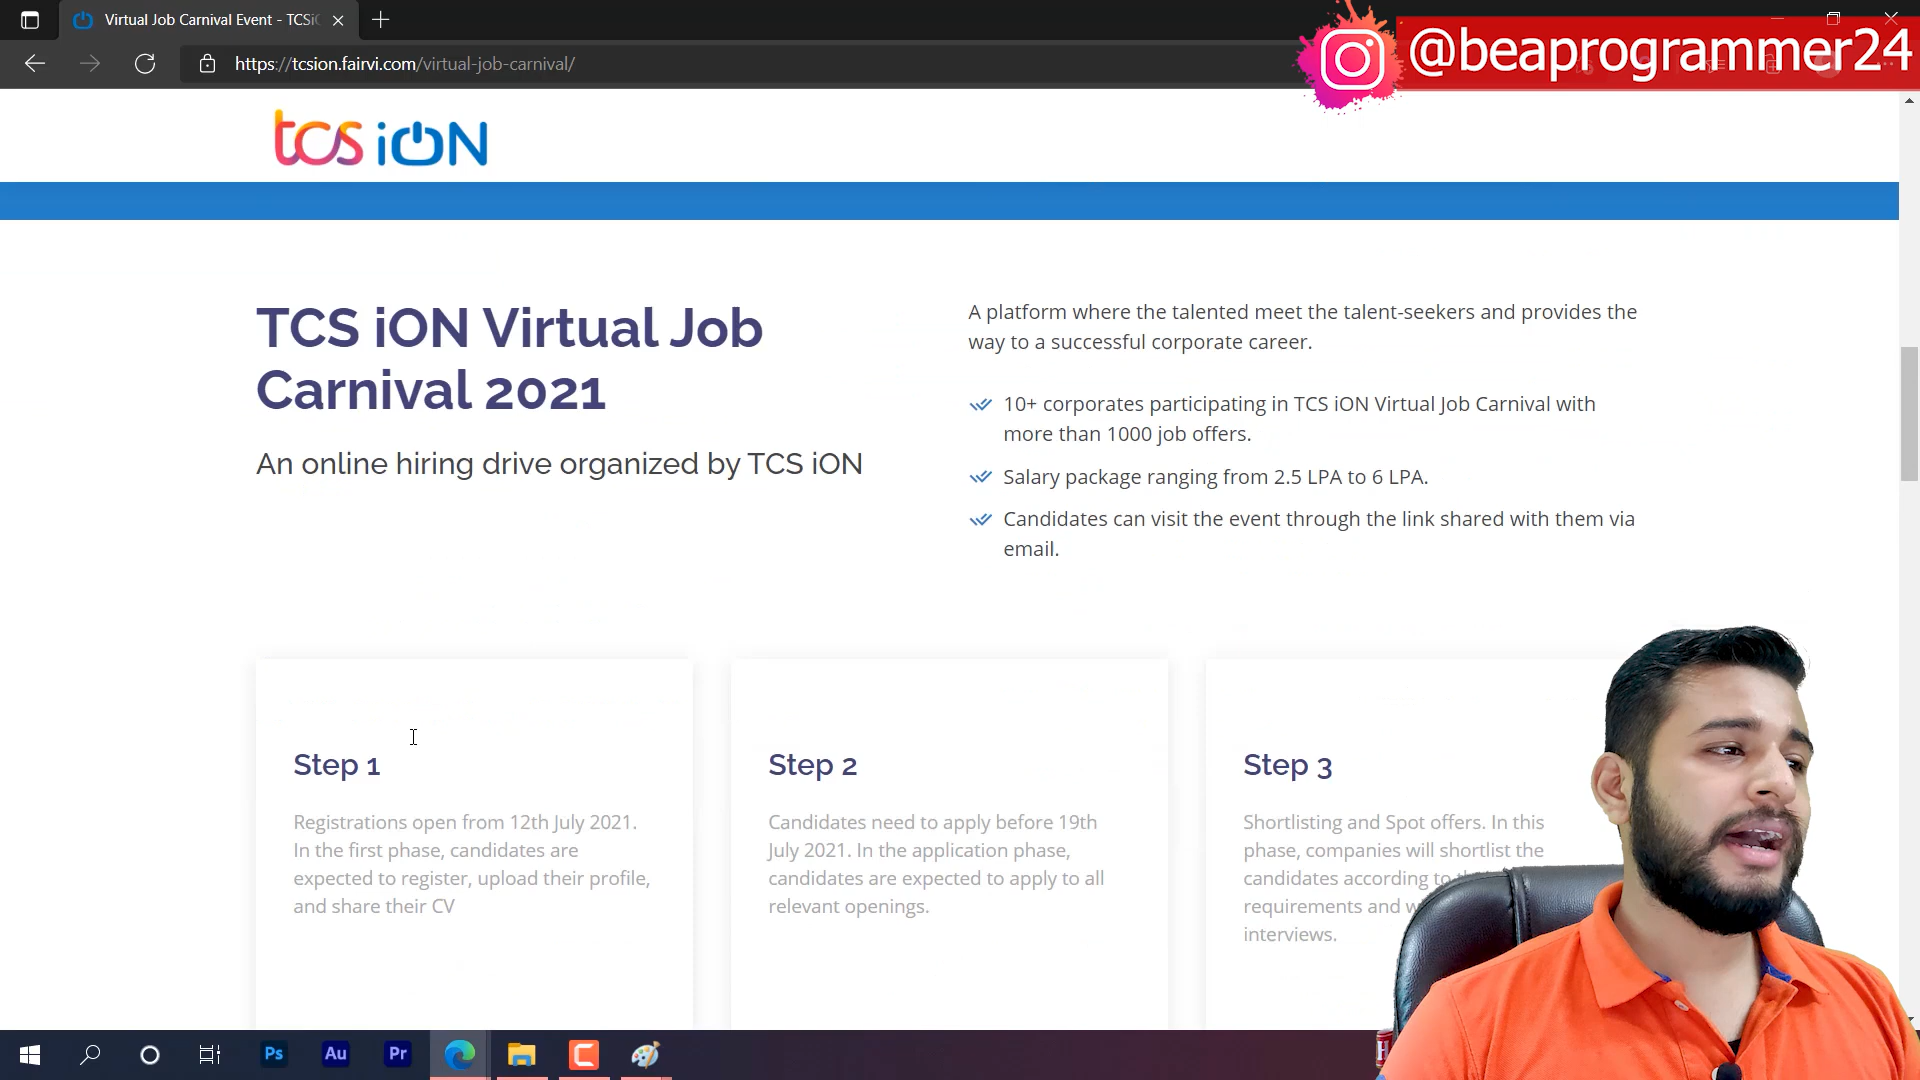 Virtual Job Carnival Event - TCSiO
@beaprogrammer24
https://tcsion.fairvi.com/virtual-job-carnival/
tcs iON
TCS iON Virtual Job
Carnival 2021
An online hiring drive organized by TCS iON
A platform where the talented meet the talent-seekers and provides the
way to a successful corporate career.
10+ corporates participating in TCS iON Virtual Job Carnival with
more than 1000 job offers.
Salary package ranging from 2.5 LPA to 6 LPA.
Candidates can visit the event through the link shared with them via
email.
Step 1
Registrations open from 12th July 2021.
In the first phase, candidates are
expected to register, upload their profile,
and share their CV
Step 2
Candidates need to apply before 19th
July 2021. In the application phase,
candidates are expected to apply to all
relevant openings.
Step 3
Shortlisting and Spot offers. In this
phase, companies will shortlist the
candidates according to
requirements and
interviews.
Ps
Au
Pr